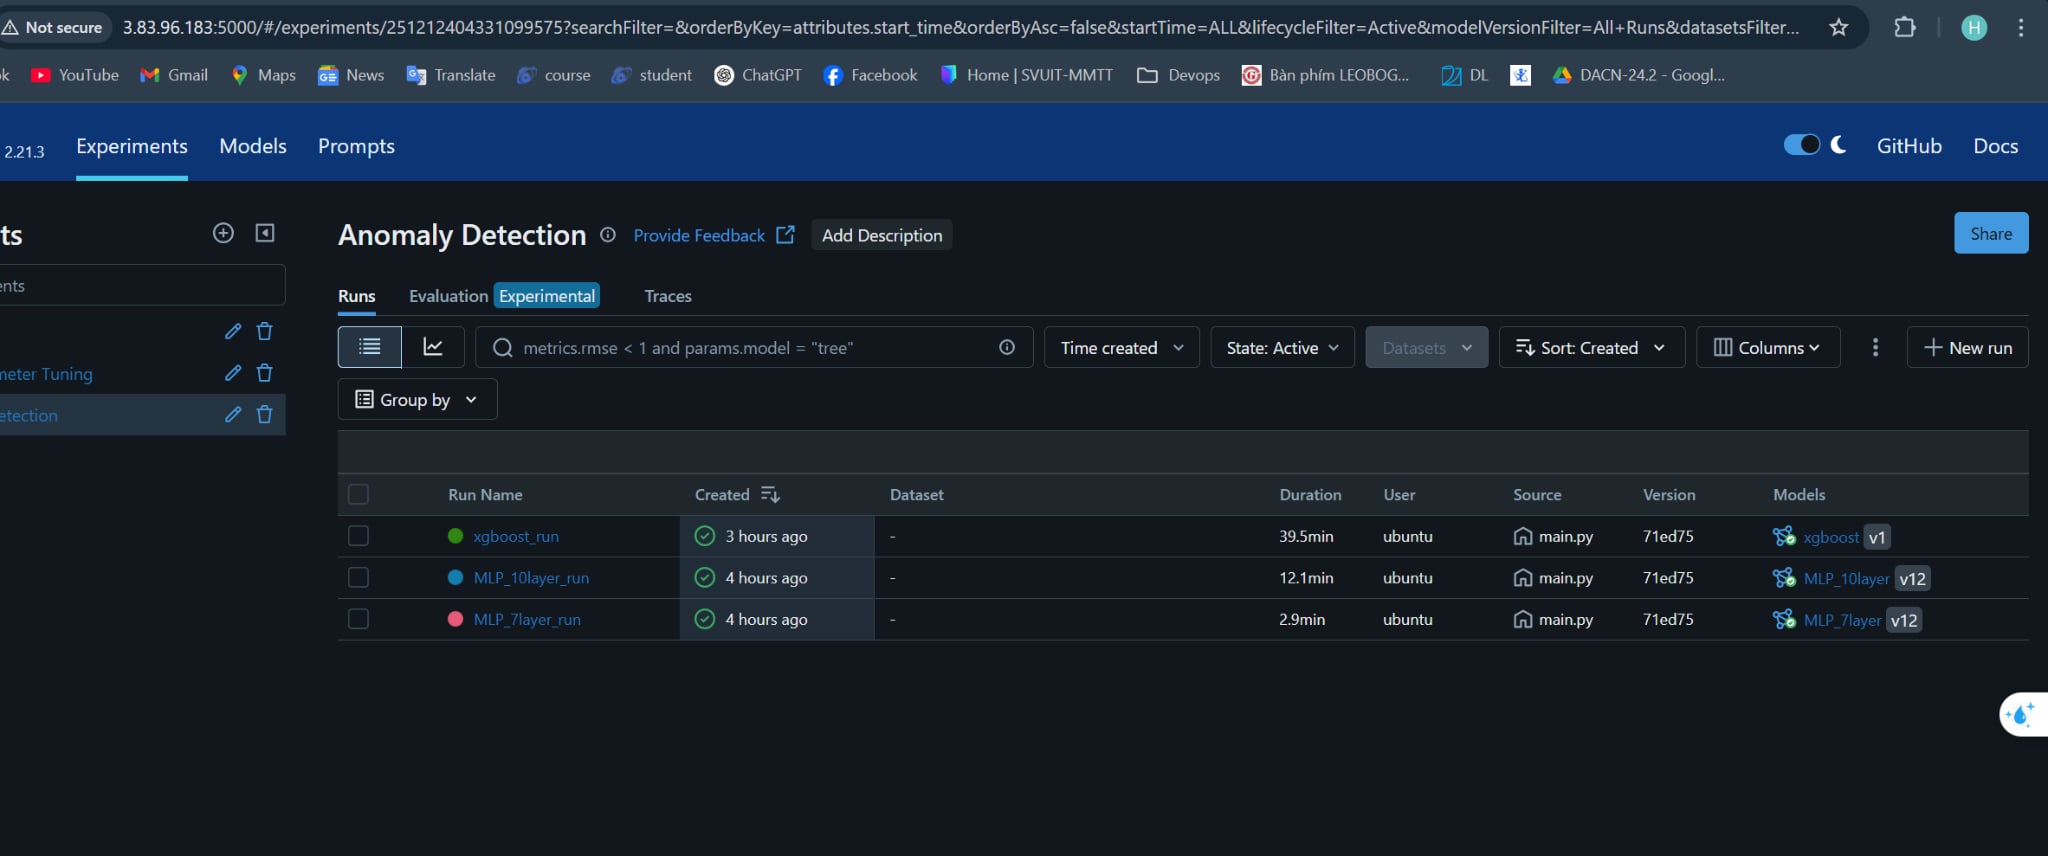 Not secure 3.83.96.183:5000/#/experiments/251212404331099575?searchFilter=&orderByKey=attributes.start_time&orderByAsc=false&startTime=ALL&lifecycleFilter=Active&modelVersionFilter=All+Runs&datasetsFilter... H
k YouTube Gmail Maps News Translate course student ChatGPT Facebook Home | SVUIT-MMTT Devops Bàn phím LEOBOG... DL DACN-24.2 - Googl...
2.21.3 Experiments Models Prompts GitHub Docs
ts
ents
meter Tuning
etection
Anomaly Detection Provide Feedback Add Description Share
Runs Evaluation Experimental Traces
metrics.rmse < 1 and params.model = "tree" Time created State: Active Datasets Sort: Created Columns New run
Group by
Run Name Created Dataset Duration User Source Version Models
xgboost_run 3 hours ago - 39.5min ubuntu main.py 71ed75 xgboost v1
MLP_10layer_run 4 hours ago - 12.1min ubuntu main.py 71ed75 MLP_10layer v12
MLP_7layer_run 4 hours ago - 2.9min ubuntu main.py 71ed75 MLP_7layer v12